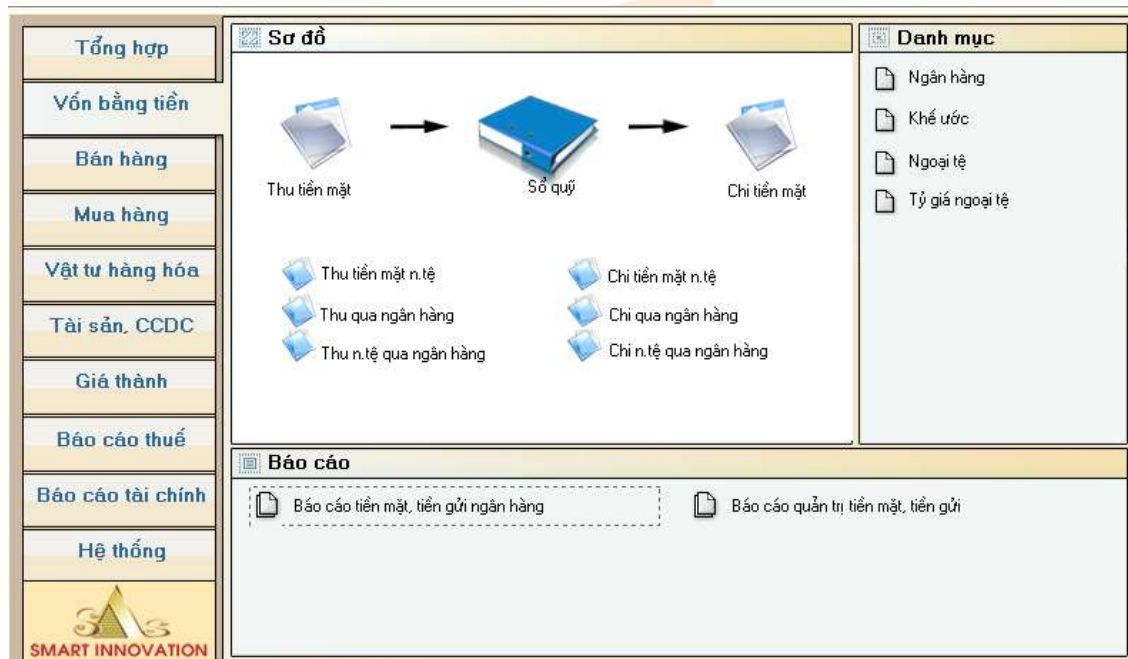 Tổng hợp
Vốn bằng tiền
Bán hàng
Mua hàng
Vật tư hàng hóa
Tài sản, CCDC
Giá thành
Báo cáo thuế
Báo cáo tài chính
Hệ thống
SAS
SMART INNOVATION
Sơ đồ
Thu tiền mặt
Sổ quỹ
Chi tiền mặt
Thu tiền mặt n.tệ
Chi tiền mặt n.tệ
Thu qua ngân hàng
Chi qua ngân hàng
Thu n.tệ qua ngân hàng
Chi n.tệ qua ngân hàng
Danh mục
Ngân hàng
Khế ước
Ngoại tệ
Tỷ giá ngoại tệ
Báo cáo
Báo cáo tiền mặt, tiền gửi ngân hàng
Báo cáo quản trị tiền mặt, tiền gửi